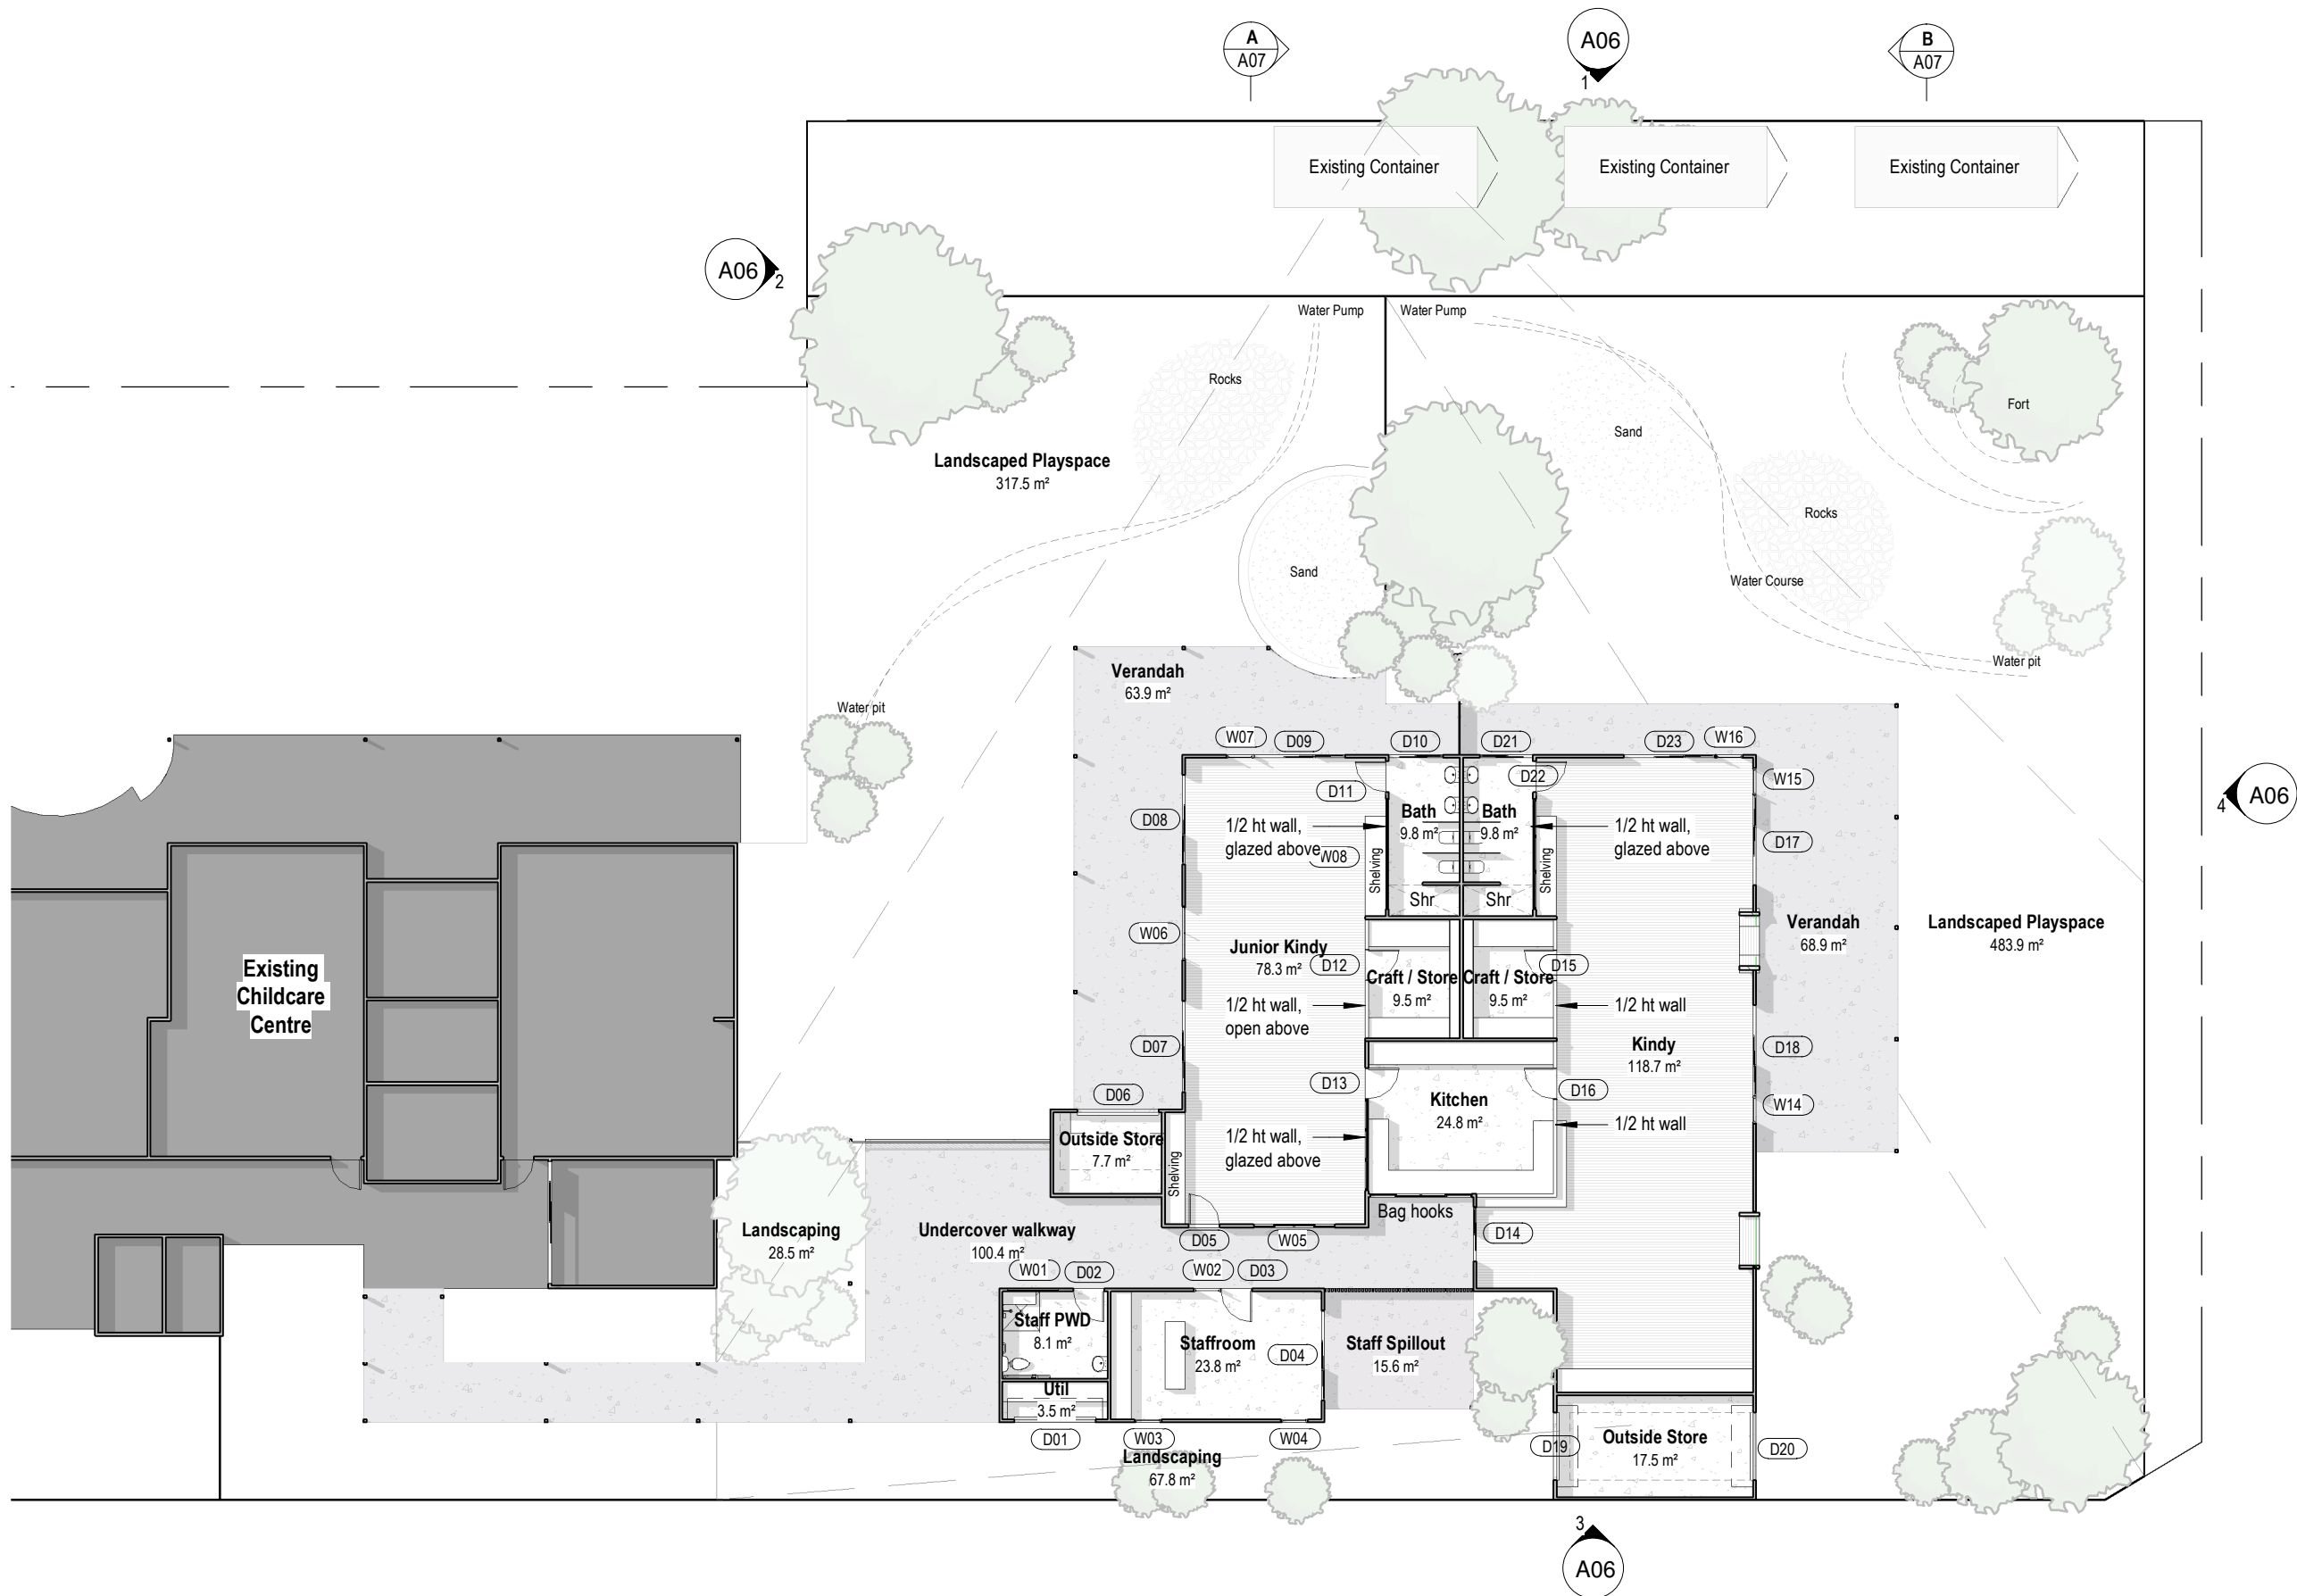 A
A07
A06
1
B
A07
Existing Container
Existing Container
Existing Container
A06
2
Water Pump
Water Pump
Rocks
Fort
Sand
Landscaped Playspace
317.5 m²
Rocks
Sand
Water Course
Water pit
Verandah
63.9 m²
Water pit
W07
D09
D10
D21
D23
W16
W15
D11
D22
D08
Bath
9.8 m²
Bath
9.8 m²
1/2 ht wall,
glazed above
W08
1/2 ht wall,
glazed above
D17
4
A06
Shelving
Shelving
Shr
Shr
W06
Junior Kindy
78.3 m²
D12
Craft / Store
9.5 m²
Craft / Store
9.5 m²
D15
Verandah
68.9 m²
Landscaped Playspace
483.9 m²
Existing
Childcare
Centre
1/2 ht wall,
open above
1/2 ht wall
D07
Kindy
118.7 m²
D18
D13
D16
D06
Kitchen
24.8 m²
W14
Outside Store
7.7 m²
1/2 ht wall,
glazed above
1/2 ht wall
Shelving
Landscaping
28.5 m²
Undercover walkway
100.4 m²
Bag hooks
D05
W05
D14
W01
D02
W02
D03
Staff PWD
8.1 m²
Staffroom
23.8 m²
D04
Staff Spillout
15.6 m²
Util
3.5 m²
D01
W03
W04
Landscaping
67.8 m²
D19
Outside Store
17.5 m²
D20
3
A06